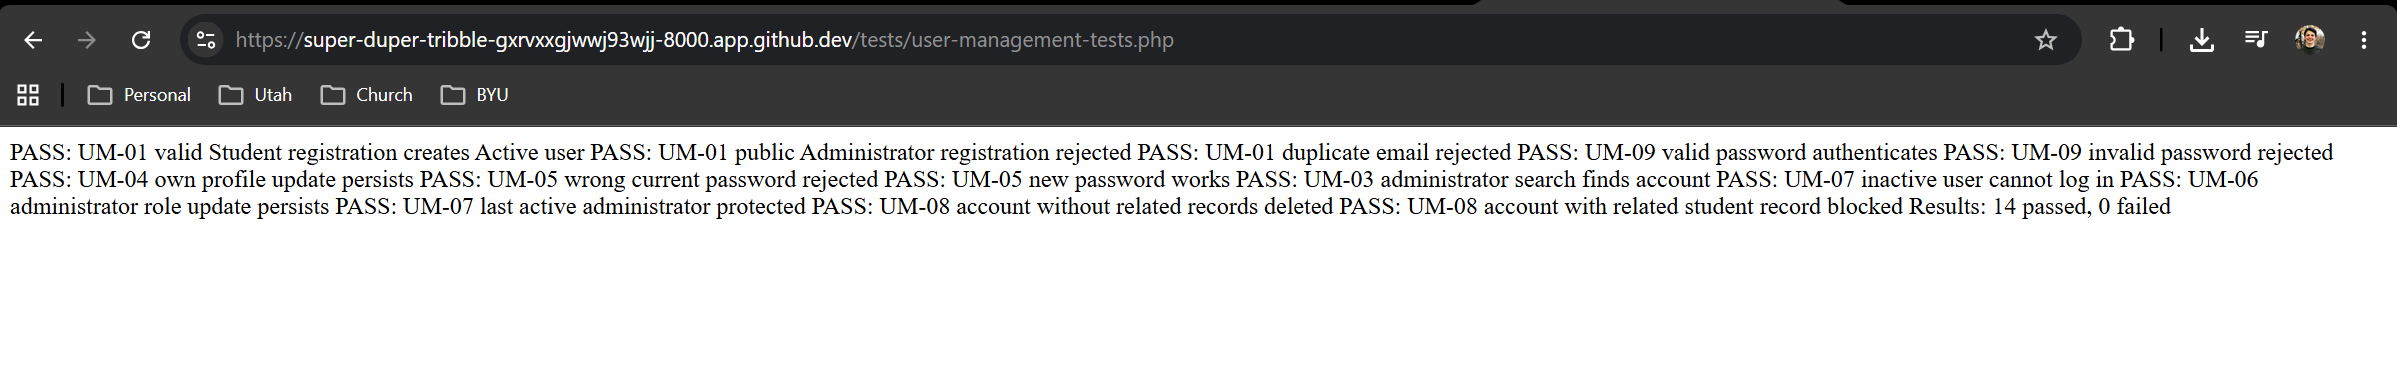 https://super-duper-tribble-gxrvxxgjwwj93wjj-8000.app.github.dev/tests/user-management-tests.php
Personal Utah Church BYU
PASS: UM-01 valid Student registration creates Active user PASS: UM-01 public Administrator registration rejected PASS: UM-01 duplicate email rejected PASS: UM-09 valid password authenticates PASS: UM-09 invalid password rejected
PASS: UM-04 own profile update persists PASS: UM-05 wrong current password rejected PASS: UM-05 new password works PASS: UM-03 administrator search finds account PASS: UM-07 inactive user cannot log in PASS: UM-06
administrator role update persists PASS: UM-07 last active administrator protected PASS: UM-08 account without related records deleted PASS: UM-08 account with related student record blocked Results: 14 passed, 0 failed